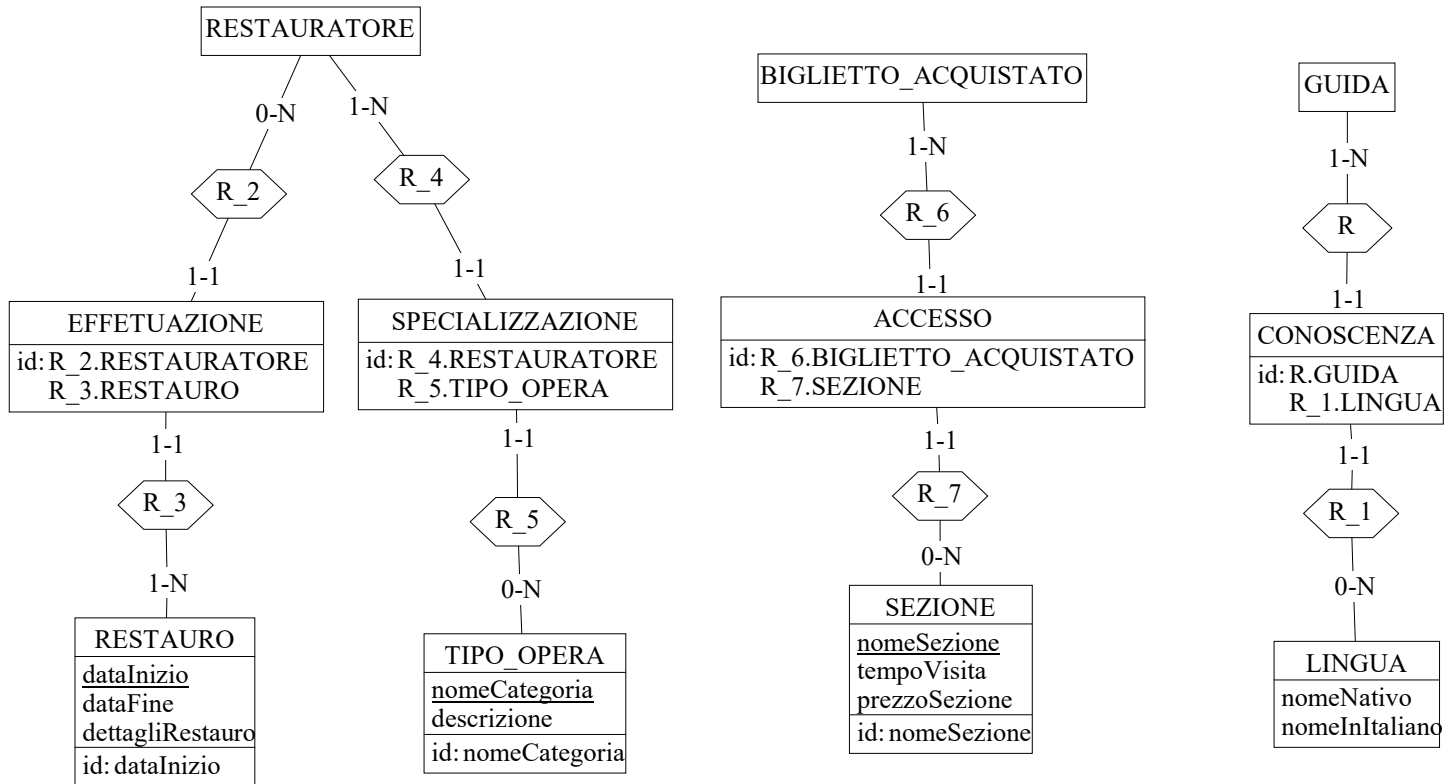 RESTAURATORE
0-N
1-N
R_2
R_4
1-1
1-1
EFFETUAZIONE
id: R_2.RESTAURATORE
R_3.RESTAURO
SPECIALIZZAZIONE
id: R_4.RESTAURATORE
R_5.TIPO_OPERA
1-1
1-1
R_3
R_5
1-N
0-N
RESTAURO
dataInizio
dataFine
dettagliRestauro
id: dataInizio
TIPO_OPERA
nomeCategoria
descrizione
id: nomeCategoria
BIGLIETTO_ACQUISTATO
1-N
R_6
1-1
ACCESSO
id: R_6.BIGLIETTO_ACQUISTATO
R_7.SEZIONE
1-1
R_7
0-N
SEZIONE
nomeSezione
tempoVisita
prezzoSezione
id: nomeSezione
GUIDA
1-N
R
1-1
CONOSCENZA
id: R.GUIDA
R_1.LINGUA
1-1
R_1
0-N
LINGUA
nomeNativo
nomeInItaliano